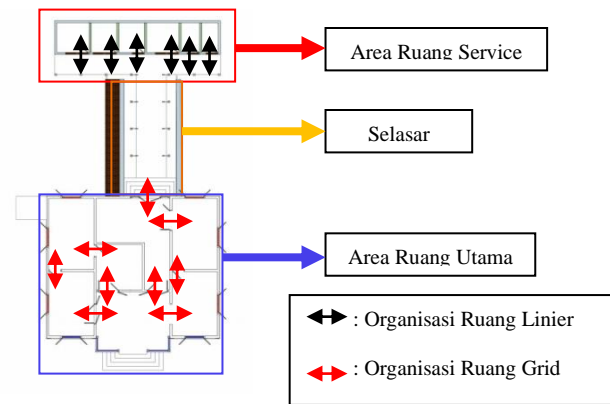 Area Ruang Service
Selasar
Area Ruang Utama
: Organisasi Ruang Linier
: Organisasi Ruang Grid